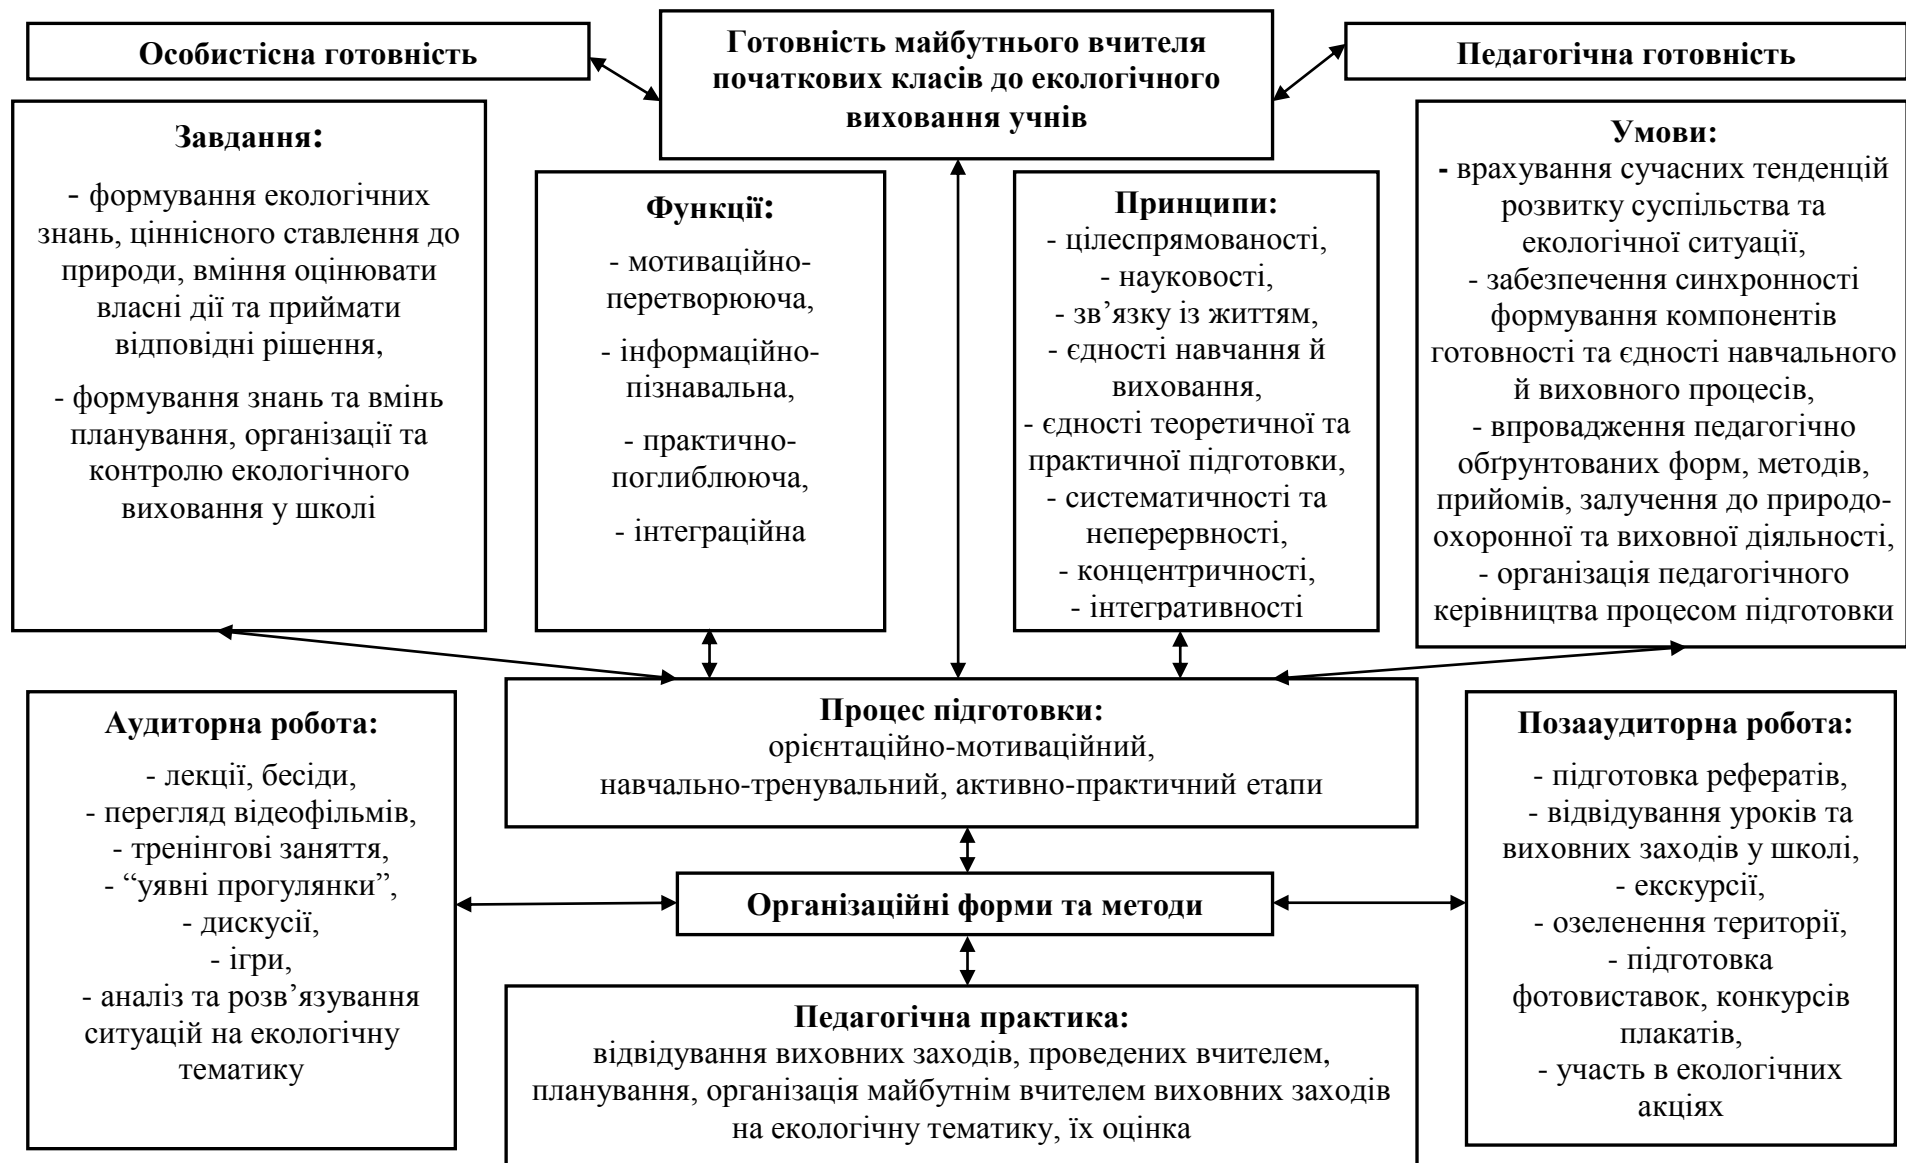 Особистісна готовність
Готовність майбутнього вчителя
початкових класів до екологічного
виховання учнів
Педагогічна готовність
Завдання:
- формування екологічних
знань, ціннісного ставлення до
природи, вміння оцінювати
власні дії та приймати
відповідні рішення,
- формування знань та вмінь
планування, організації та
контролю екологічного
виховання у школі
Функції:
- мотиваційно-
перетворююча,
- інформаційно-
пізнавальна,
- практично-
поглиблююча,
- інтеграційна
Принципи:
- цілеспрямованості,
- науковості,
- зв’язку із життям,
- єдності навчання й
виховання,
- єдності теоретичної та
практичної підготовки,
- систематичності та
неперервності,
- концентричності,
- інтегративності
Умови:
- врахування сучасних тенденцій
розвитку суспільства та
екологічної ситуації,
- забезпечення синхронності
формування компонентів
готовності та єдності навчального
й виховного процесів,
- впровадження педагогічно
обґрунтованих форм, методів,
прийомів, залучення до природо-
охоронної та виховної діяльності,
- організація педагогічного
керівництва процесом підготовки
Процес підготовки:
орієнтаційно-мотиваційний,
навчально-тренувальний, активно-практичний етапи
Аудиторна робота:
- лекції, бесіди,
- перегляд відеофільмів,
- тренінгові заняття,
- “уявні прогулянки”,
- дискусії,
- ігри,
- аналіз та розв’язування
ситуацій на екологічну
тематику
Організаційні форми та методи
Позааудиторна робота:
- підготовка рефератів,
- відвідування уроків та
виховних заходів у школі,
- екскурсії,
- озеленення території,
- підготовка
фотовиставок, конкурсів
плакатів,
- участь в екологічних
акціях
Педагогічна практика:
відвідування виховних заходів, проведених вчителем,
планування, організація майбутнім вчителем виховних заходів
на екологічну тематику, їх оцінка